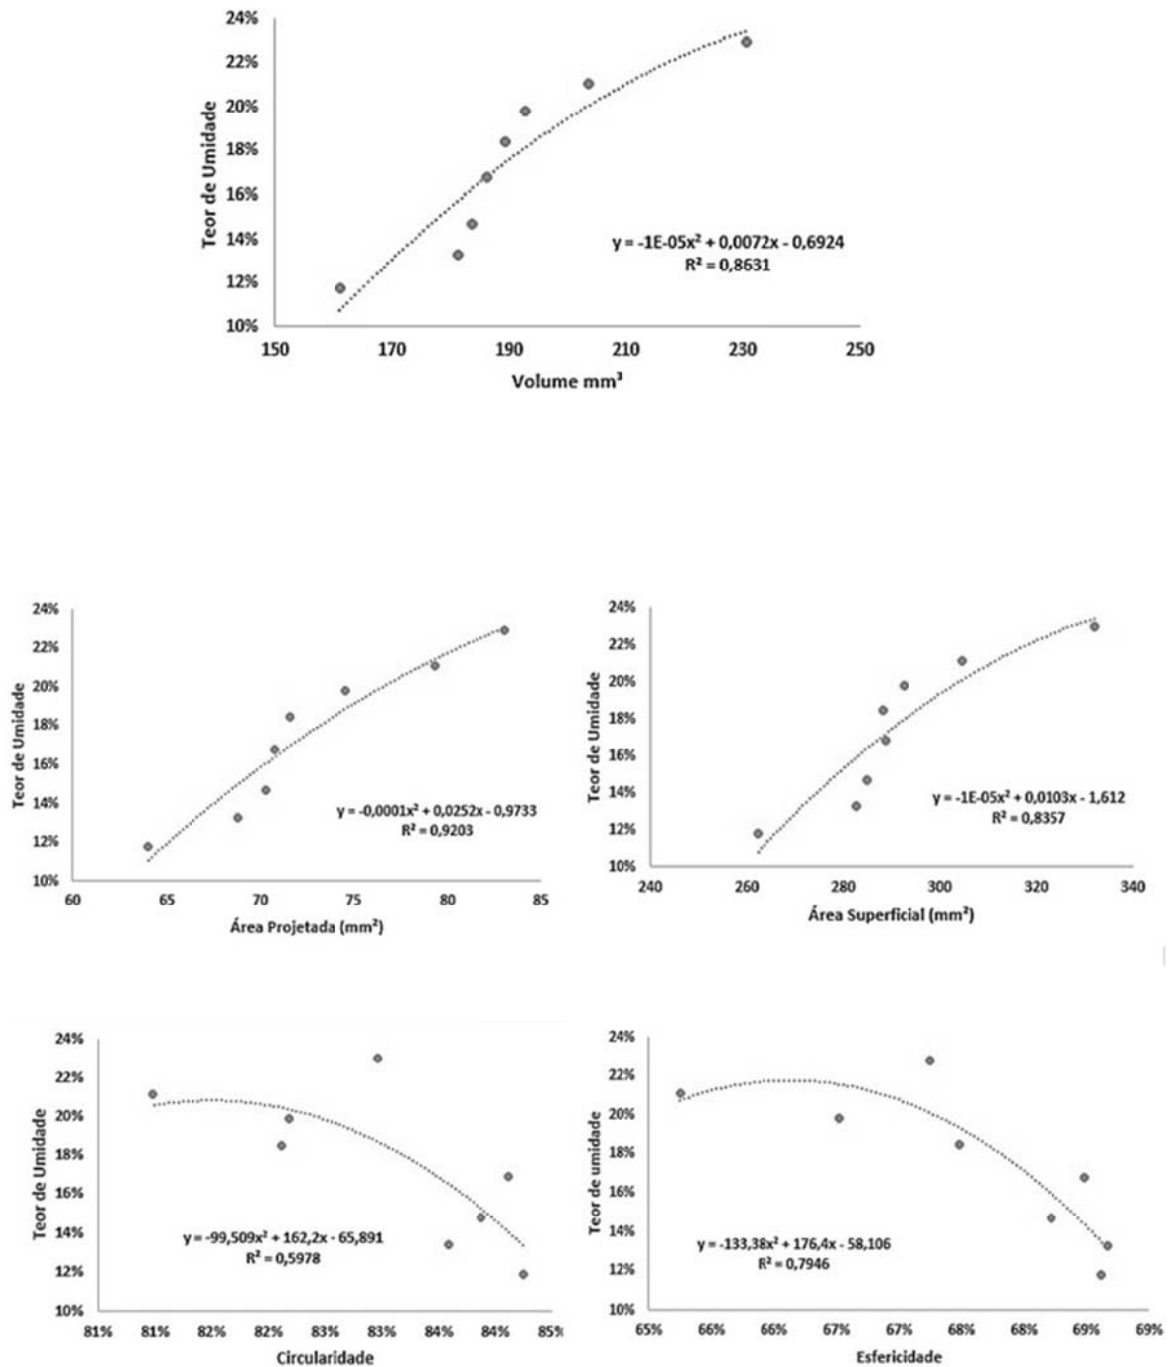 24%
22%
20%
18%
16%
14%
12%
10%
Teor de Umidade
y = -1E-05x² + 0,0072x - 0,6924
R² = 0,8631
150 170 190 210 230 250
Volume mm³
24%
22%
20%
18%
16%
14%
12%
10%
Teor de Umidade
y = -0,0001x² + 0,0252x - 0,9733
R² = 0,9203
60 65 70 75 80 85
Área Projetada (mm²)
24%
22%
20%
18%
16%
14%
12%
10%
Teor de Umidade
y = -1E-05x² + 0,0103x - 1,612
R² = 0,8357
240 260 280 300 320 340
Área Superficial (mm²)
24%
22%
20%
18%
16%
14%
12%
10%
Teor de Umidade
y = -99,509x² + 162,2x - 65,891
R² = 0,5978
81% 81% 82% 82% 83% 83% 84% 84% 85%
Circularidade
24%
22%
20%
18%
16%
14%
12%
10%
Teor de umidade
y = -133,38x² + 176,4x - 58,106
R² = 0,7946
65% 66% 66% 67% 67% 68% 68% 69% 69%
Esfericidade